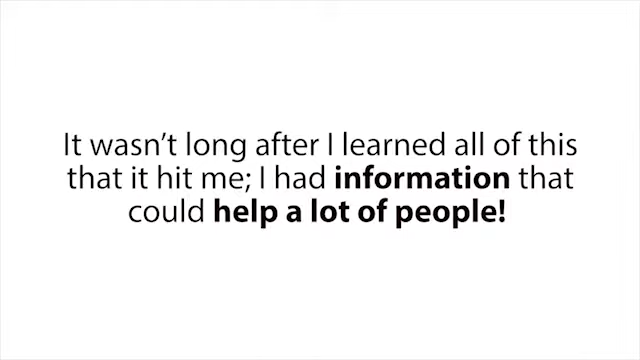 It wasn’t long after I learned all of this
that it hit me; I had information that
could help a lot of people!